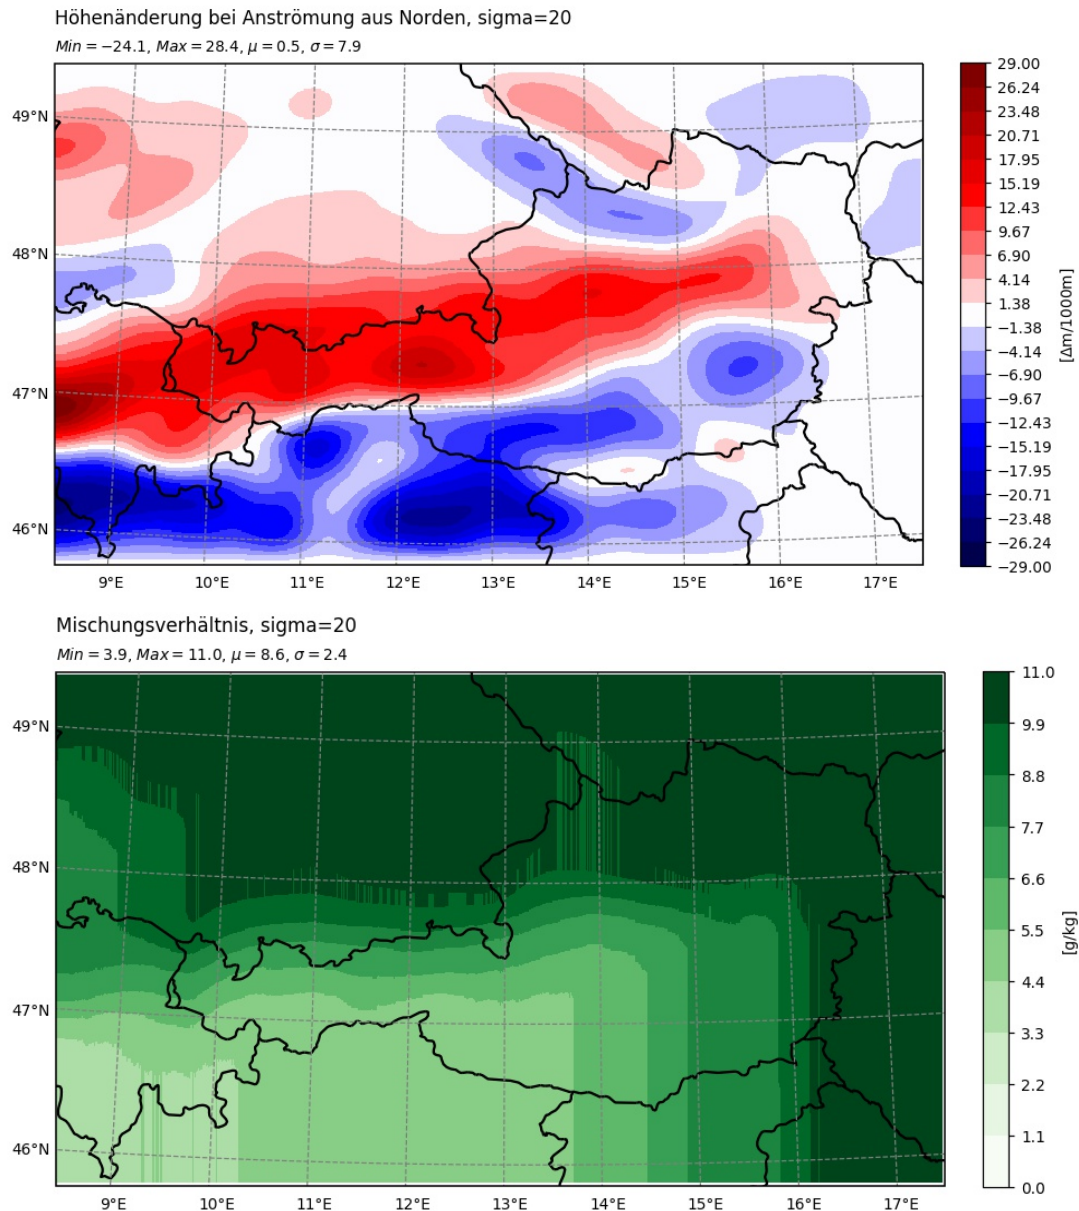 Höhenänderung bei Anströmung aus Norden, sigma=20
Min = −24.1, Max = 28.4, μ = 0.5, σ = 7.9
49°N
48°N
47°N
46°N
9°E 10°E 11°E 12°E 13°E 14°E 15°E 16°E 17°E
29.00
26.24
23.48
20.71
17.95
15.19
12.43
9.67
6.90
4.14
1.38
−1.38
−4.14
−6.90
−9.67
−12.43
−15.19
−17.95
−20.71
−23.48
−26.24
−29.00
[Δm/1000m]
Mischungsverhältnis, sigma=20
Min = 3.9, Max = 11.0, μ = 8.6, σ = 2.4
49°N
48°N
47°N
46°N
9°E 10°E 11°E 12°E 13°E 14°E 15°E 16°E 17°E
11.0
9.9
8.8
7.7
6.6
5.5
4.4
3.3
2.2
1.1
0.0
[g/kg]